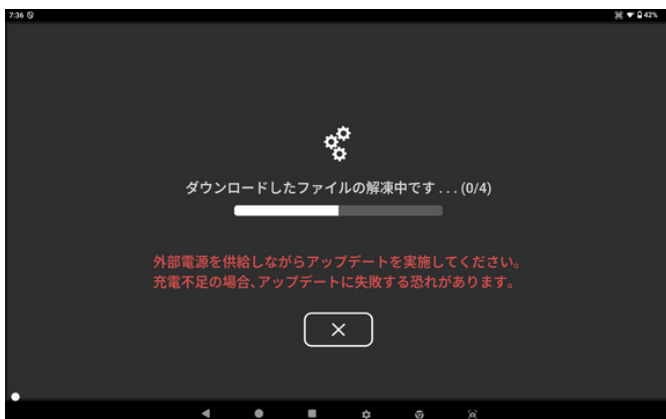 7:36
42%
ダウンロードしたファイルの解凍中です . . . (0/4)
外部電源を供給しながらアップデートを実施してください。
充電不足の場合、アップデートに失敗する恐れがあります。